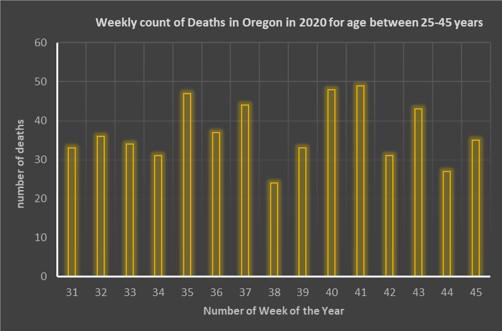 Weekly count of Deaths in Oregon in 2020 for age between 25-45 years
60
50
40
30
20
10
0
number of deaths
31 32 33 34 35 36 37 38 39 40 41 42 43 44 45
Number of Week of the Year